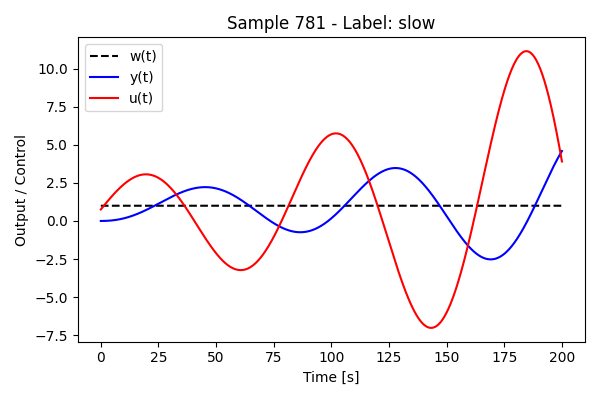 Sample 781 - Label: slow
w(t)
y(t)
u(t)
Output / Control
10.0
7.5
5.0
2.5
0.0
−2.5
−5.0
−7.5
0 25 50 75 100 125 150 175 200
Time [s]